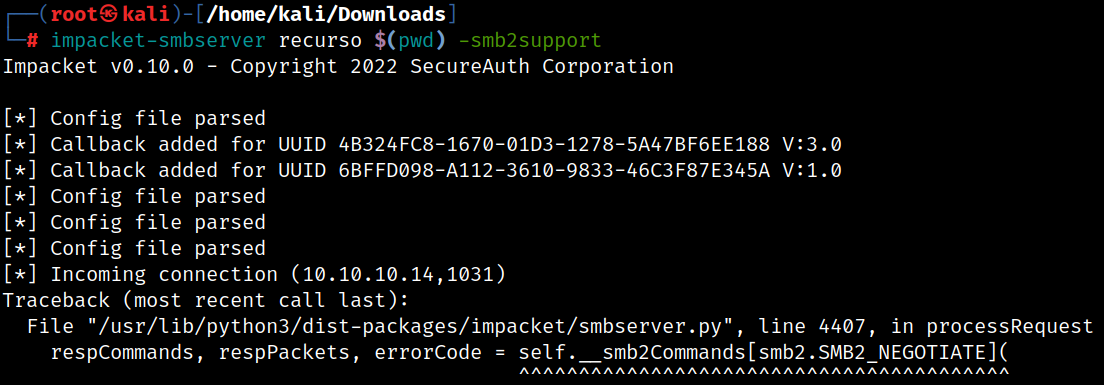 ┌──(root㉿kali)-[/home/kali/Downloads]
└─# impacket-smbserver recurso $(pwd) -smb2support
Impacket v0.10.0 - Copyright 2022 SecureAuth Corporation
[*] Config file parsed
[*] Callback added for UUID 4B324FC8-1670-01D3-1278-5A47BF6EE188 V:3.0
[*] Callback added for UUID 6BFFD098-A112-3610-9833-46C3F87E345A V:1.0
[*] Config file parsed
[*] Config file parsed
[*] Config file parsed
[*] Incoming connection (10.10.10.14,1031)
Traceback (most recent call last):
  File "/usr/lib/python3/dist-packages/impacket/smbserver.py", line 4407, in processRequest
    respCommands, respPackets, errorCode = self.__smb2Commands[smb2.SMB2_NEGOTIATE](
                                           ^^^^^^^^^^^^^^^^^^^^^^^^^^^^^^^^^^^^^^^^^